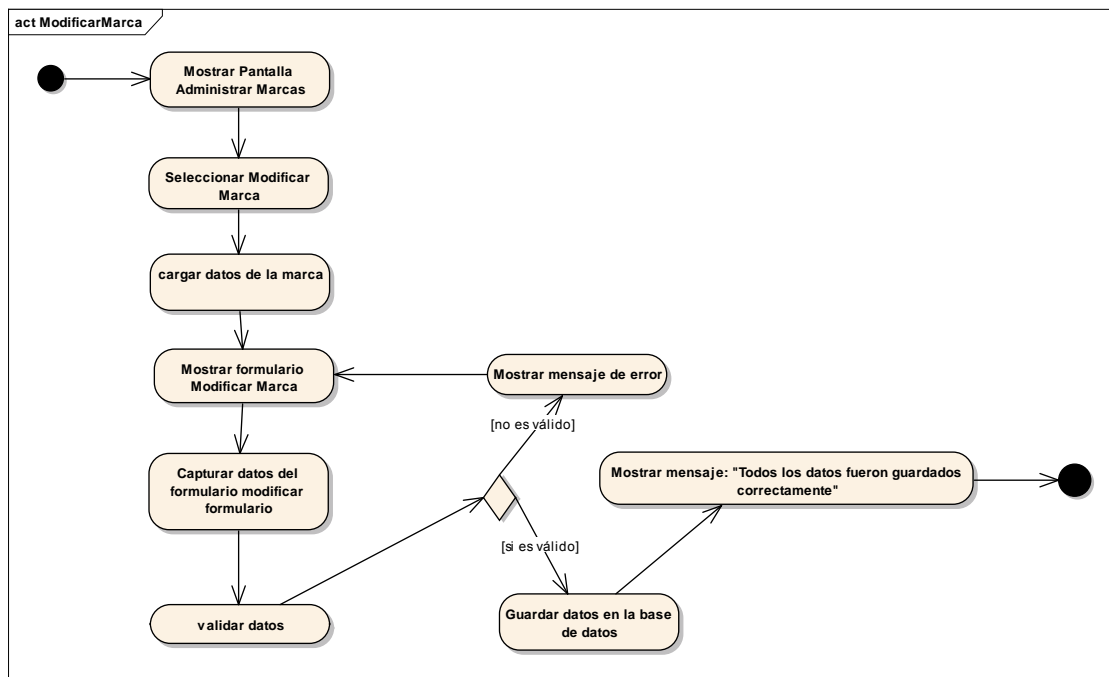 act ModificarMarca
Mostrar Pantalla
Administrar Marcas
Seleccionar Modificar
Marca
cargar datos de la marca
Mostrar formulario
Modificar Marca
Mostrar mensaje de error
[no es válido]
Capturar datos del
formulario modificar
formulario
Mostrar mensaje: "Todos los datos fueron guardados
correctamente"
[si es válido]
validar datos
Guardar datos en la base
de datos